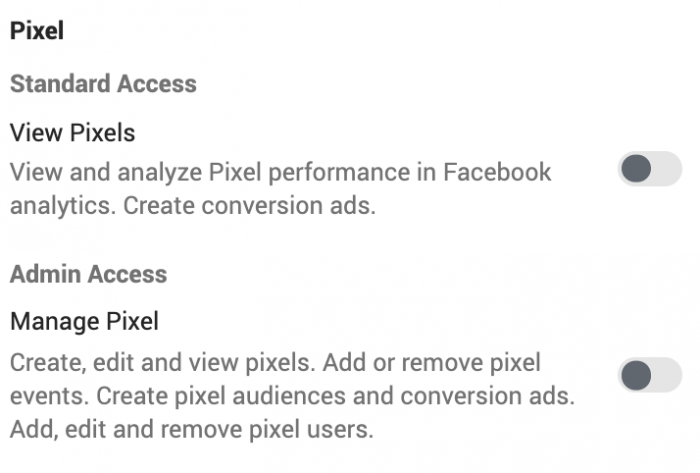 Pixel
Standard Access
View Pixels
View and analyze Pixel performance in Facebook
analytics. Create conversion ads.
Admin Access
Manage Pixel
Create, edit and view pixels. Add or remove pixel
events. Create pixel audiences and conversion ads.
Add, edit and remove pixel users.